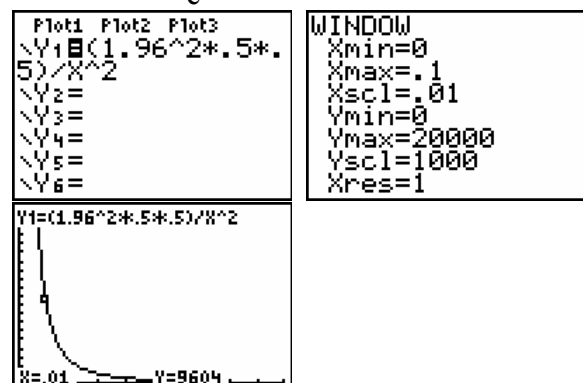 Plot1 Plot2 Plot3
\Y1=(1.96^2*.5*.
5)/X^2
\Y2=
\Y3=
\Y4=
\Y5=
\Y6=
WINDOW
Xmin=0
Xmax=.1
Xscl=.01
Ymin=0
Ymax=20000
Yscl=1000
Xres=1
Y1=(1.96^2*.5*.5)/X^2
X=.01 Y=9604